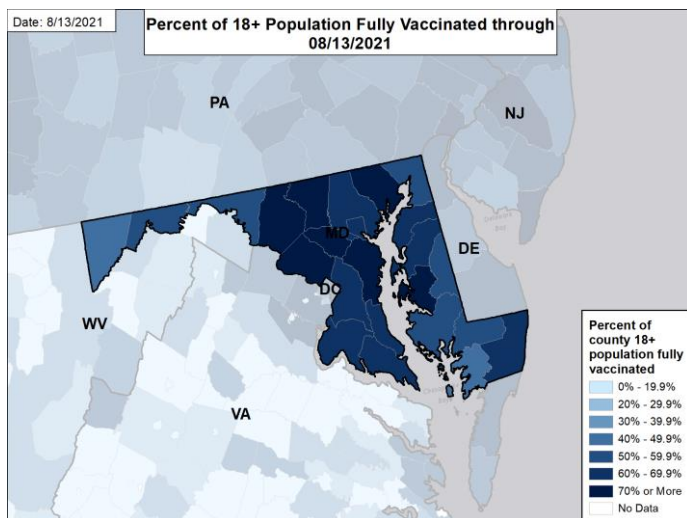 Date: 8/13/2021
Percent of 18+ Population Fully Vaccinated through
08/13/2021
PA
NJ
MD
DE
DC
WV
VA
Percent of
county 18+
population fully
vaccinated
0% - 19.9%
20% - 29.9%
30% - 39.9%
40% - 49.9%
50% - 59.9%
60% - 69.9%
70% or More
No Data